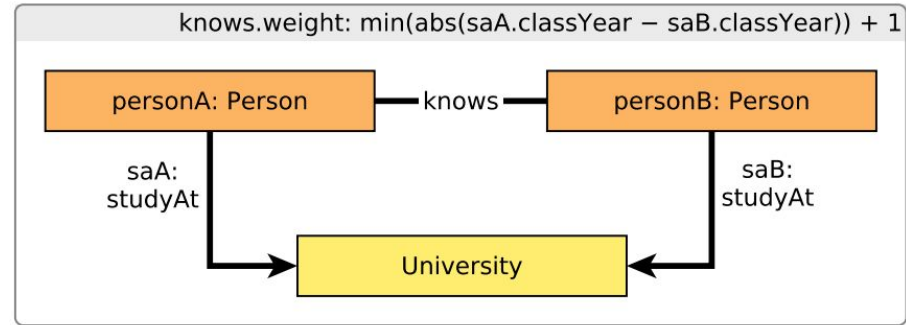 knows.weight: min(abs(saA.classYear − saB.classYear)) + 1
personA: Person
knows
personB: Person
saA:
studyAt
saB:
studyAt
University